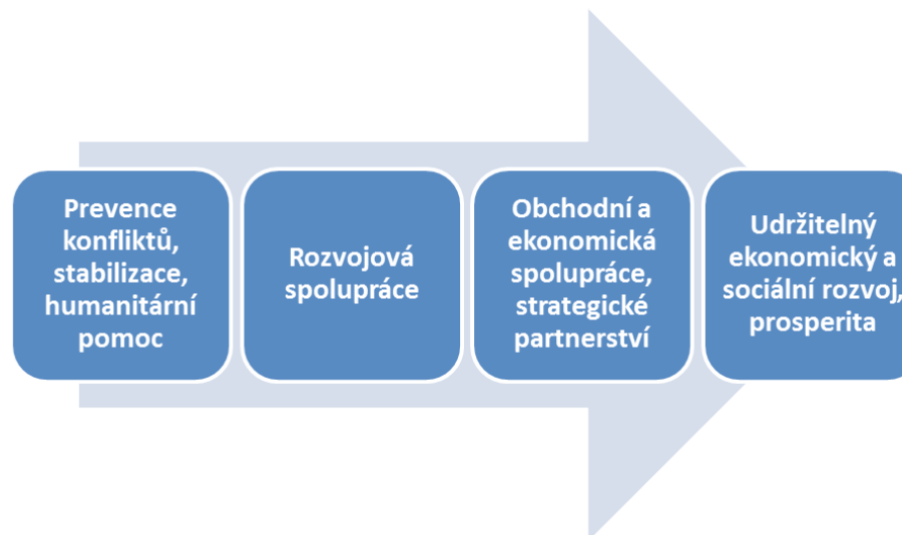 Prevence
konfliktů,
stabilizace,
humanitární
pomoc
Rozvojová
spolupráce
Obchodní a
ekonomická
spolupráce,
strategické
partnerství
Udržitelný
ekonomický a
sociální rozvoj,
prosperita